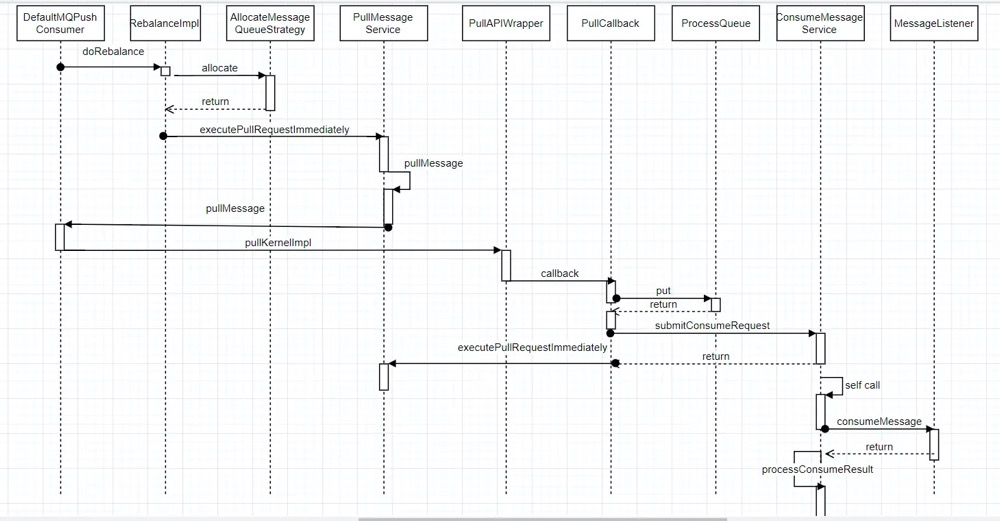 DefaultMQPush
Consumer
RebalanceImpl
AllocateMessage
QueueStrategy
PullMessage
Service
PullAPIWrapper
PullCallback
ProcessQueue
ConsumeMessage
Service
MessageListener
doRebalance
allocate
return
executePullRequestImmediately
pullMessage
pullMessage
pullKernelImpl
callback
put
return
submitConsumeRequest
executePullRequestImmediately
return
self call
consumeMessage
return
processConsumeResult